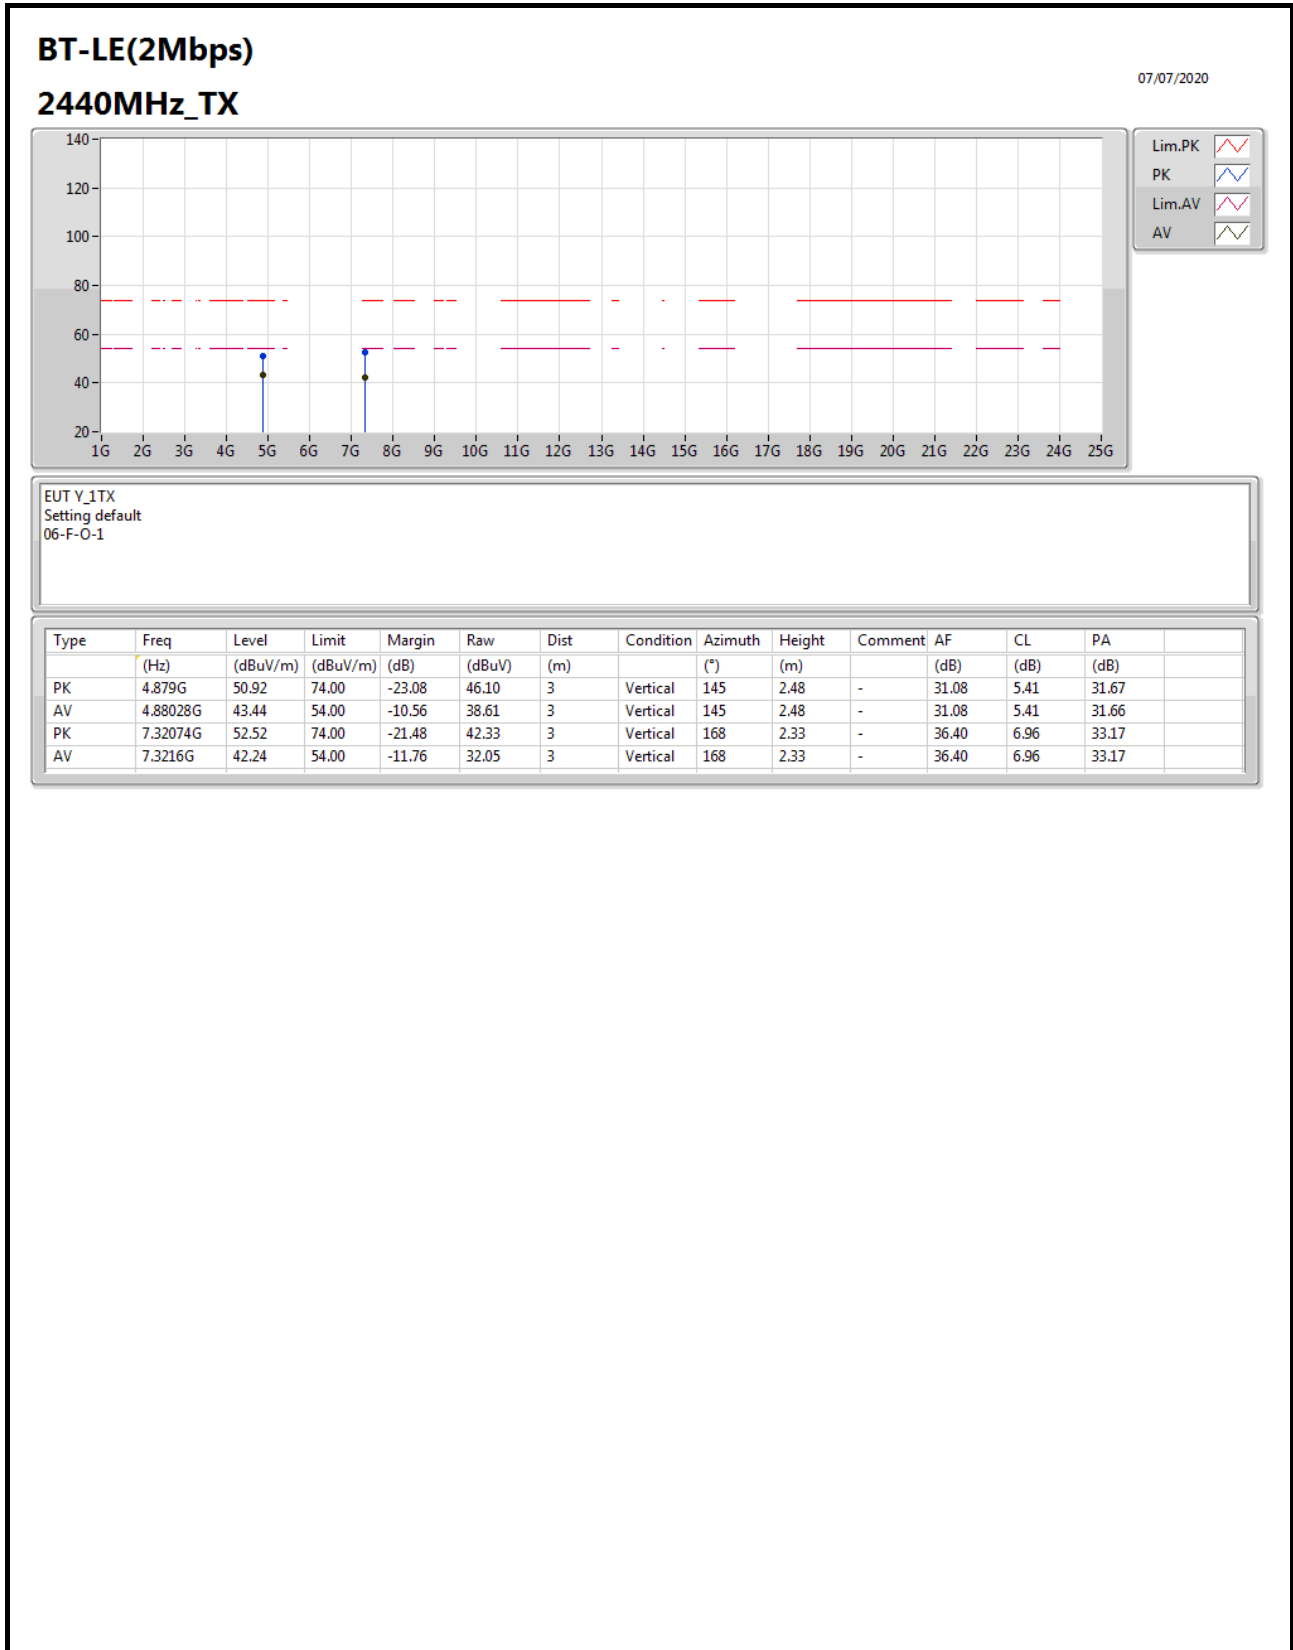 BT-LE(2Mbps)
07/07/2020
2440MHz_TX
140
120
100
80
60
40
20
1G 2G 3G 4G 5G 6G 7G 8G 9G 10G 11G 12G 13G 14G 15G 16G 17G 18G 19G 20G 21G 22G 23G 24G 25G
Lim.PK
PK
Lim.AV
AV
EUT Y_1TX
Setting default
06-F-O-1
Type Freq Level Limit Margin Raw Dist Condition Azimuth Height Comment AF CL PA
(Hz) (dBuV/m) (dBuV/m) (dB) (dBuV) (m) (°) (m) (dB) (dB) (dB)
PK 4.879G 50.92 74.00 -23.08 46.10 3 Vertical 145 2.48 - 31.08 5.41 31.67
AV 4.88028G 43.44 54.00 -10.56 38.61 3 Vertical 145 2.48 - 31.08 5.41 31.66
PK 7.32074G 52.52 74.00 -21.48 42.33 3 Vertical 168 2.33 - 36.40 6.96 33.17
AV 7.3216G 42.24 54.00 -11.76 32.05 3 Vertical 168 2.33 - 36.40 6.96 33.17